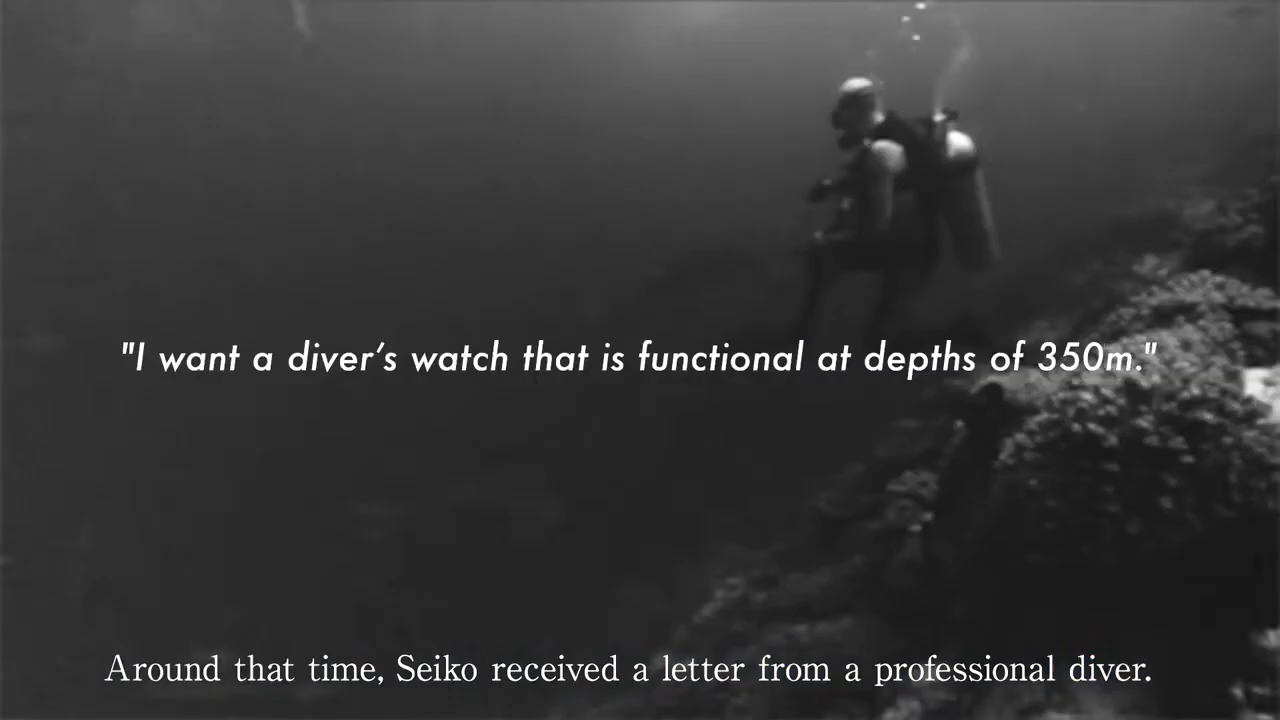 "I want a diver’s watch that is functional at depths of 350m."
Around that time, Seiko received a letter from a professional diver.